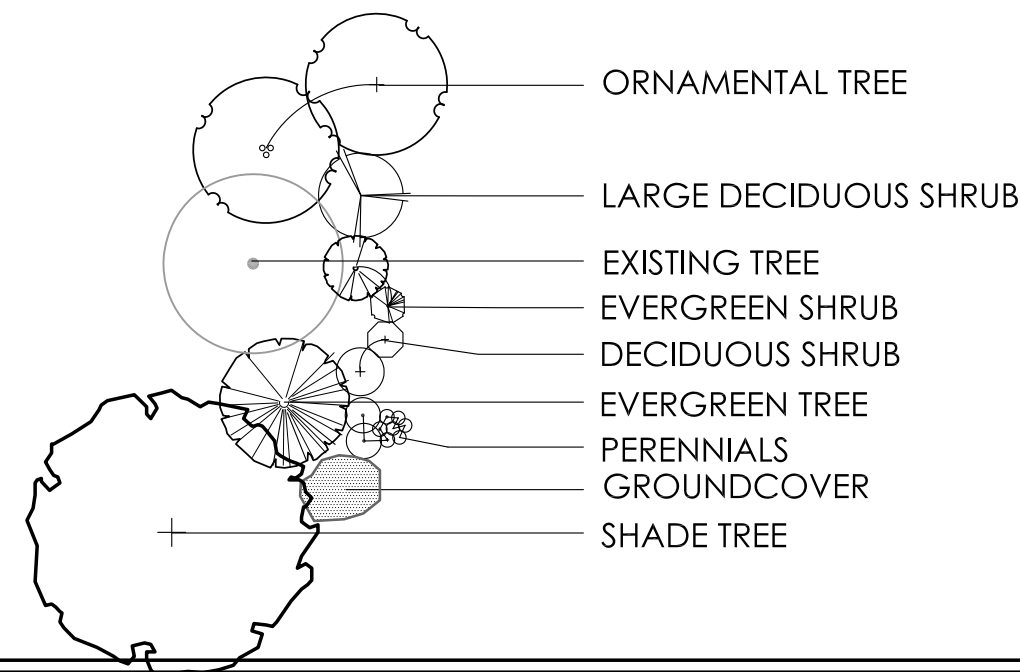 ORNAMENTAL TREE
LARGE DECIDUOUS SHRUB
EXISTING TREE
EVERGREEN SHRUB
DECIDUOUS SHRUB
EVERGREEN TREE
PERENNIALS
GROUNDCOVER
SHADE TREE